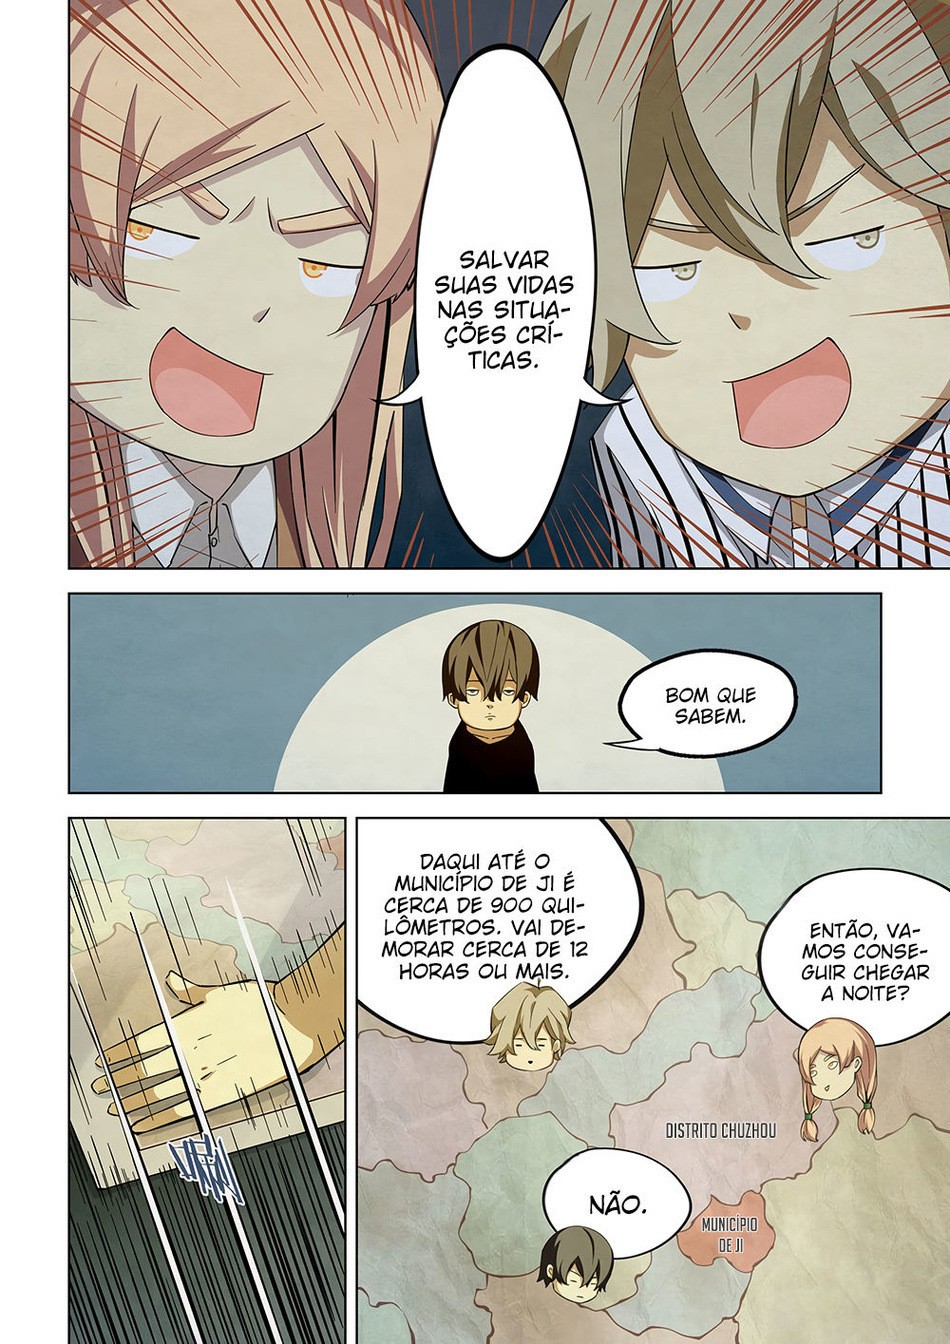 SALVAR
SUAS VIDAS
NAS SITUA-
ÇÕES CRÍ-
TICAS.
BOM QUE
SABEM.
DAQUI ATÉ O
MUNICÍPIO DE JI É
CERCA DE 900 QUI-
LÔMETROS. VAI DE-
MORAR CERCA DE 12
HORAS OU MAIS.
ENTÃO, VA-
MOS CONSE-
GUIR CHEGAR
A NOITE?
DISTRITO CHUZHOU
NÃO.
MUNICÍPIO
DE JI